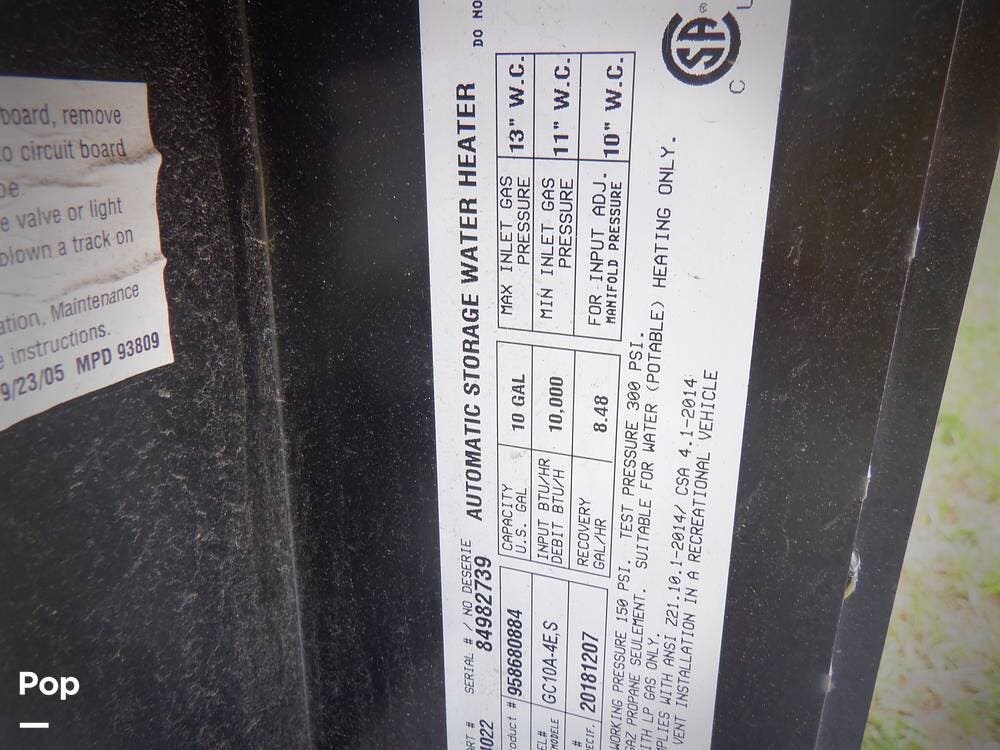 board, remove
o circuit board
be
e valve or light
blown a track on
ation, Maintenance
e instructions.
9/23/05 MPD 93809
SERIAL # / NO DESERIE
84982739
AUTOMATIC STORAGE WATER HEATER
DO NO
oduct # 958680884
MODELE GC10A-4E,S
ECIF. 20181207
CAPACITY U.S. GAL 10 GAL
INPUT BTU/HR DEBIT BTU/H 10,000
RECOVERY GAL/HR 8.48
MAX INLET GAS PRESSURE 13" W.C.
MIN INLET GAS PRESSURE 11" W.C.
FOR INPUT ADJ. MANIFOLD PRESSURE 10" W.C.
WORKING PRESSURE 150 PSI. TEST PRESSURE 300 PSI.
GAZ PROPANE SEULEMENT. SUITABLE FOR WATER (POTABLE) HEATING ONLY.
ITH LP GAS ONLY.
PLIES WITH ANSI Z21.10.1-2014/ CSA 4.1-2014
VENT INSTALLATION IN A RECREATIONAL VEHICLE
SA
®
C
Pop